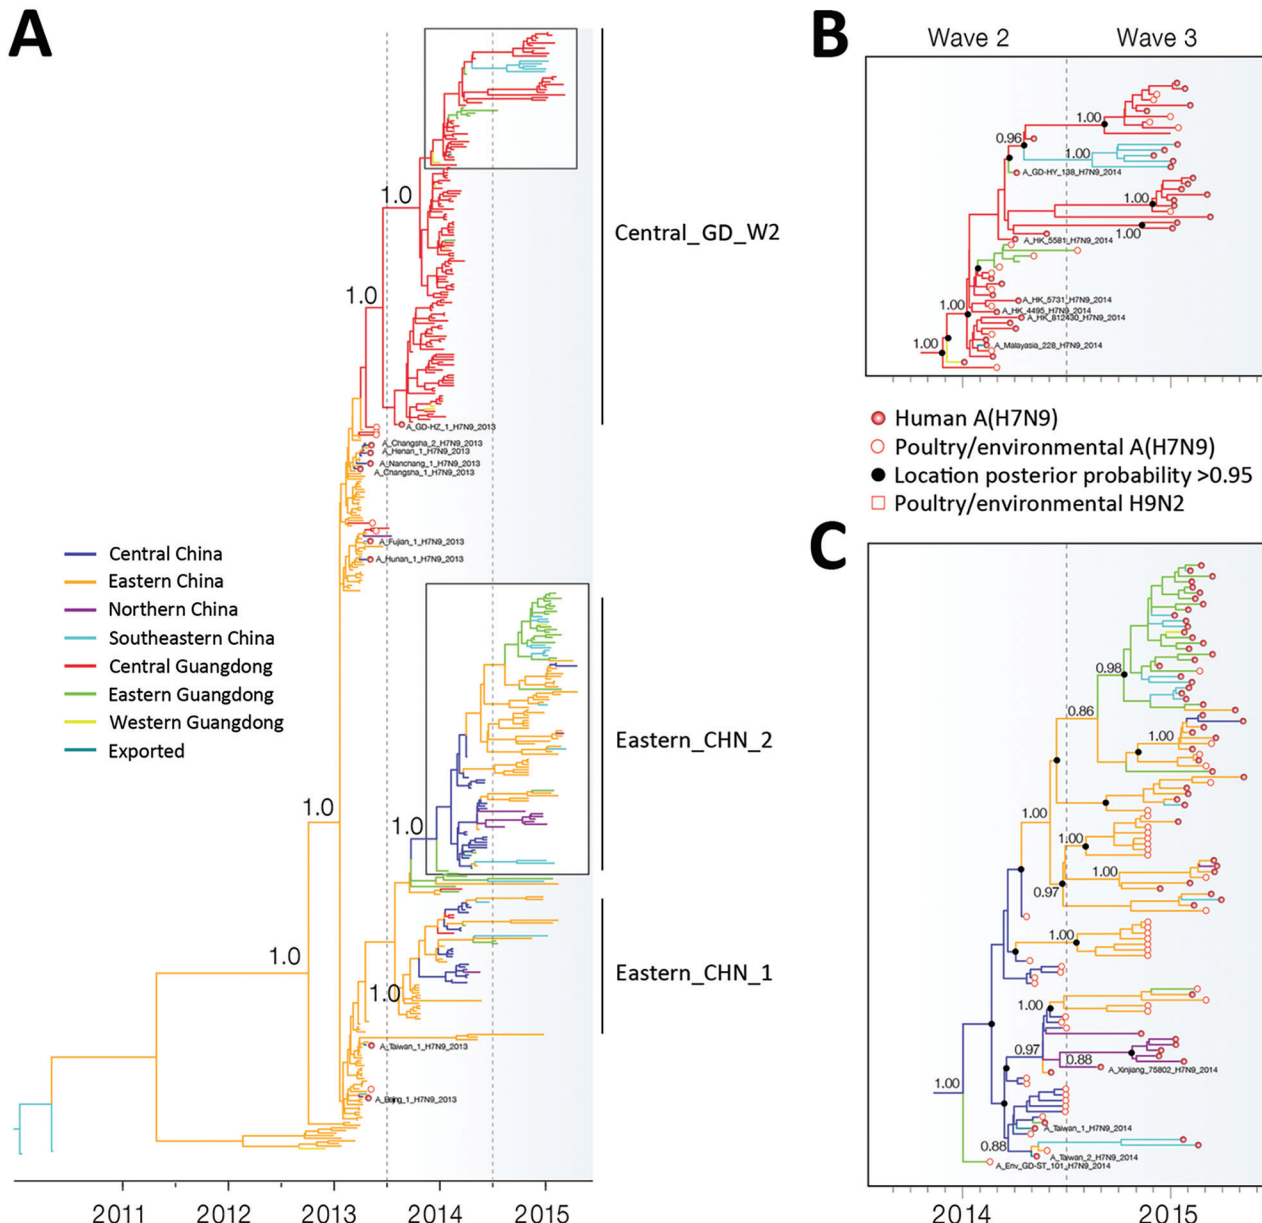 A
1.0
1.0
Central_GD_W2
A_GD-HZ_1_H7N9_2013
A_Changsha_2_H7N9_2013
A_Henan_1_H7N9_2013
A_Nanchang_1_H7N9_2013
A_Changsha_1_H7N9_2013
A_Fujian_1_H7N9_2013
A_Hunan_1_H7N9_2013
Central China
Eastern China
Northern China
Southeastern China
Central Guangdong
Eastern Guangdong
Western Guangdong
Exported
1.0
1.0
Eastern_CHN_2
1.0
1.0
Eastern_CHN_1
A_Taiwan_1_H7N9_2013
A_Bijng_1_H7N9_2013
2011 2012 2013 2014 2015
B
Wave 2 Wave 3
1.00
0.96
1.00
A_GD-HY_138_H7N9_2014
1.00
1.00
A_HK_5581_H7N9_2014
A_HK_5731_H7N9_2014
1.00
A_HK_4495_H7N9_2014
A_HK_812430_H7N9_2014
1.00
A_Malayasia_228_H7N9_2014
2014 2015
Human A(H7N9)
Poultry/environmental A(H7N9)
Location posterior probability >0.95
Poultry/environmental H9N2
C
0.98
0.86
1.00
1.00
1.00
1.00
0.97
1.00
1.00
0.97
0.88
A_Xinjiang_75802_H7N9_2014
1.00
A_Taiwan_1_H7N9_2014
0.88
A_Taiwan_2_H7N9_2014
A_Env_GD-ST_101_H7N9_2014
2014 2015